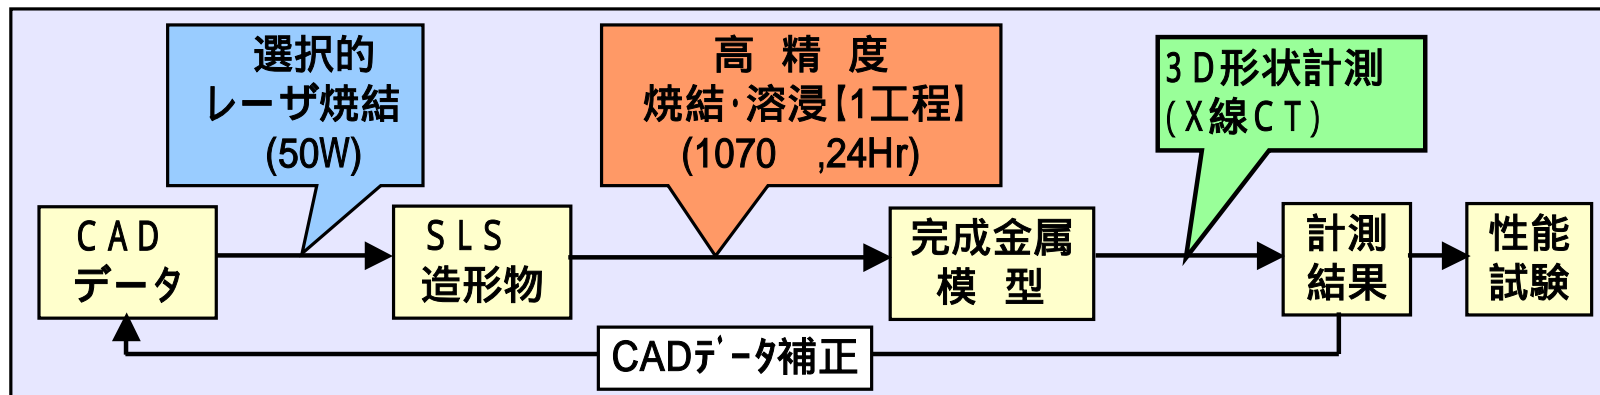 選択的
レーザ焼結
(50W)
高 精 度
焼結･溶浸【1工程】
(1070 ,24Hr)
3D形状計測
(X線CT)
CAD
データ
SLS
造形物
完成金属
模 型
計測
結果
性能
試験
CADﾃﾞｰﾀ補正